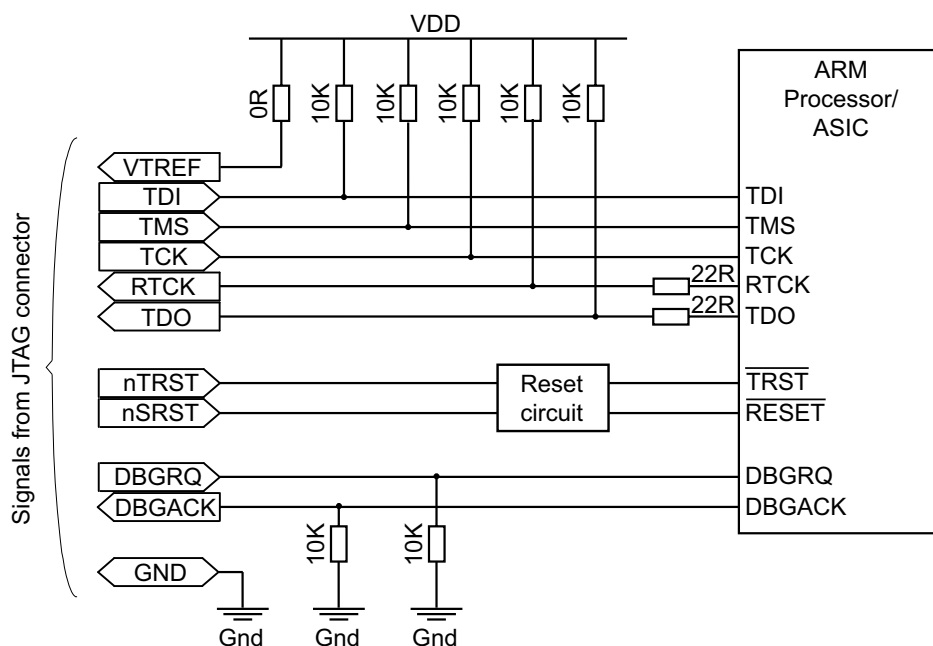 VDD
0R
10K
10K
10K
10K
10K
ARM
Processor/
ASIC
Signals from JTAG connector
VTREF
TDI
TDI
TMS
TMS
TCK
TCK
RTCK
22R
RTCK
TDO
22R
TDO
nTRST
Reset
circuit
TRST
nSRST
RESET
DBGRQ
DBGRQ
DBGACK
DBGACK
10K
10K
GND
Gnd
Gnd
Gnd